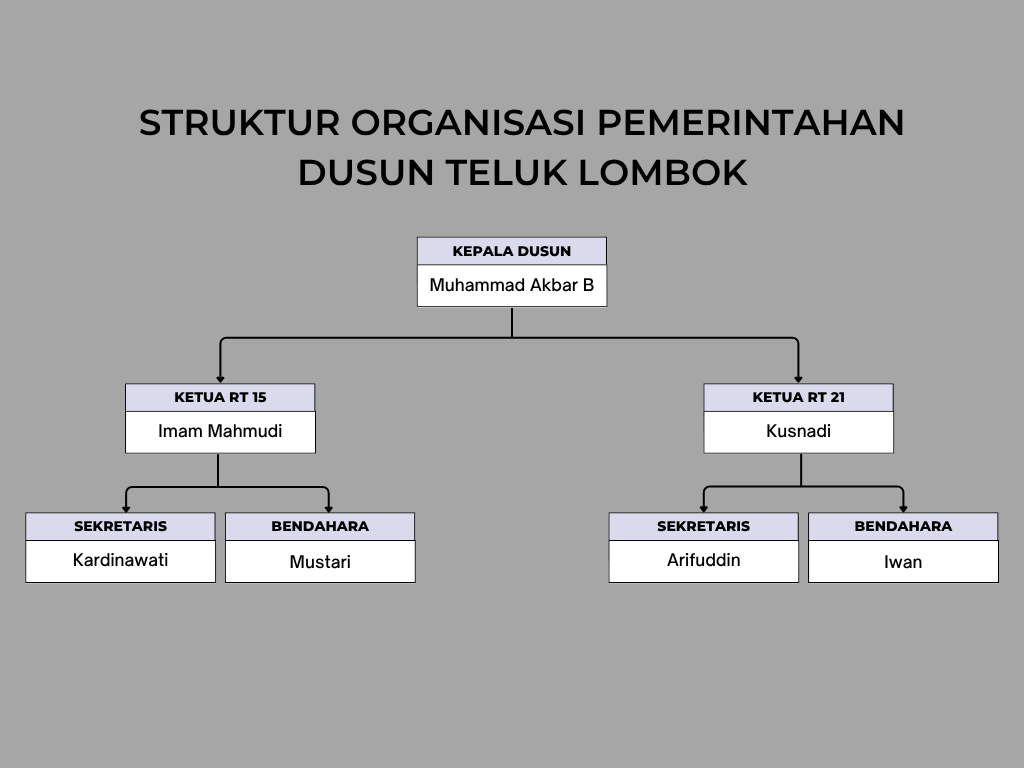 STRUKTUR ORGANISASI PEMERINTAHAN
DUSUN TELUK LOMBOK
KEPALA DUSUN
Muhammad Akbar B
KETUA RT 15
Imam Mahmudi
KETUA RT 21
Kusnadi
SEKRETARIS
Kardinawati
BENDAHARA
Mustari
SEKRETARIS
Arifuddin
BENDAHARA
Iwan